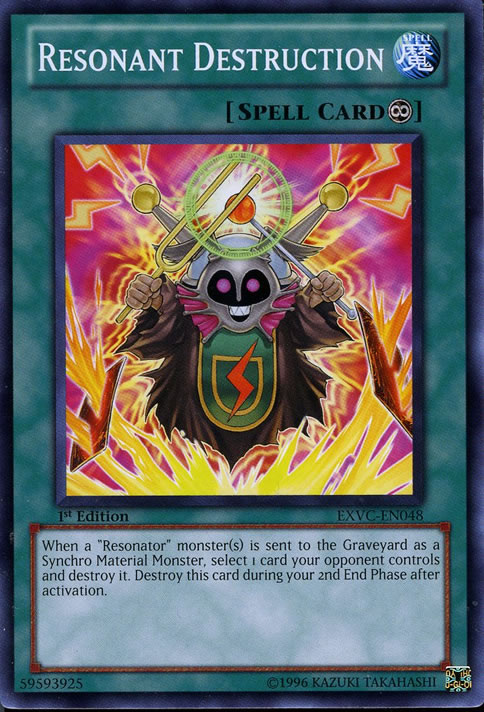 RESONANT DESTRUCTION
SPELL
魔
[SPELL CARD]
1st Edition
EXVC-EN048
When a "Resonator" monster(s) is sent to the Graveyard as a
Synchro Material Monster, select 1 card your opponent controls
and destroy it. Destroy this card during your 2nd End Phase after
activation.
59593925
©1996 KAZUKI TAKAHASHI